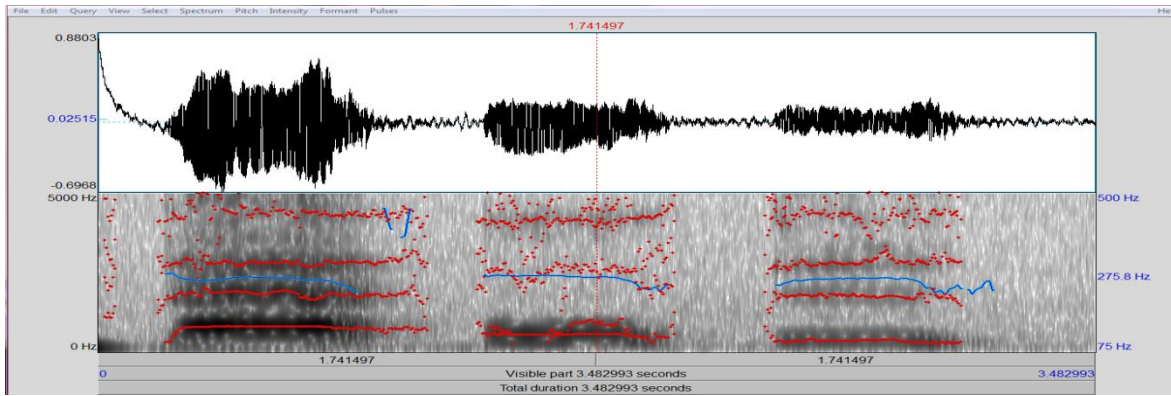 File Edit Query View Select Spectrum Pitch Intensity Formant Pulses He
1.741497
0.8803
0.02515
-0.6968
5000 Hz 500 Hz
275.8 Hz
0 Hz 75 Hz
1.741497 1.741497
0 Visible part 3.482993 seconds 3.482993
Total duration 3.482993 seconds